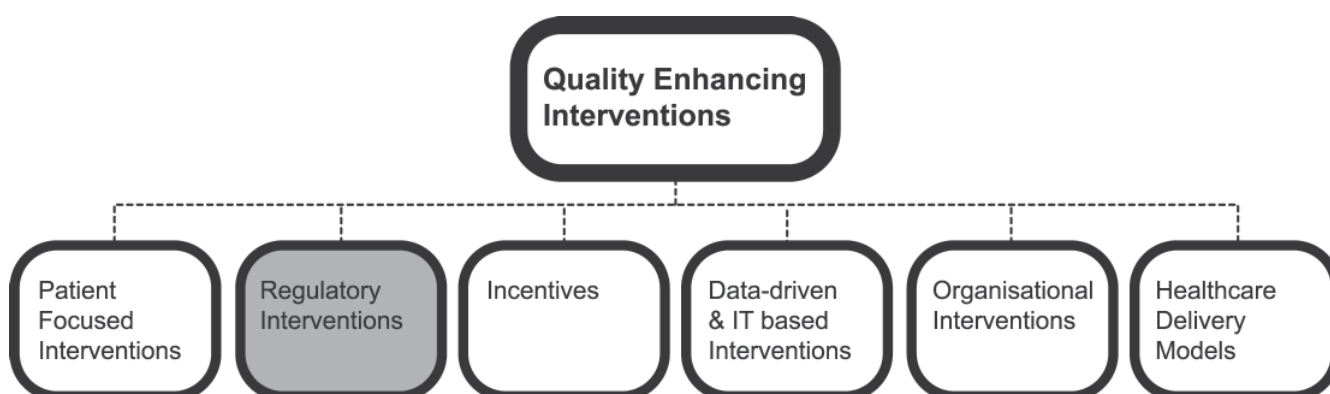 Quality Enhancing
Interventions
Patient
Focused
Interventions
Regulatory
Interventions
Incentives
Data-driven
& IT based
Interventions
Organisational
Interventions
Healthcare
Delivery
Models